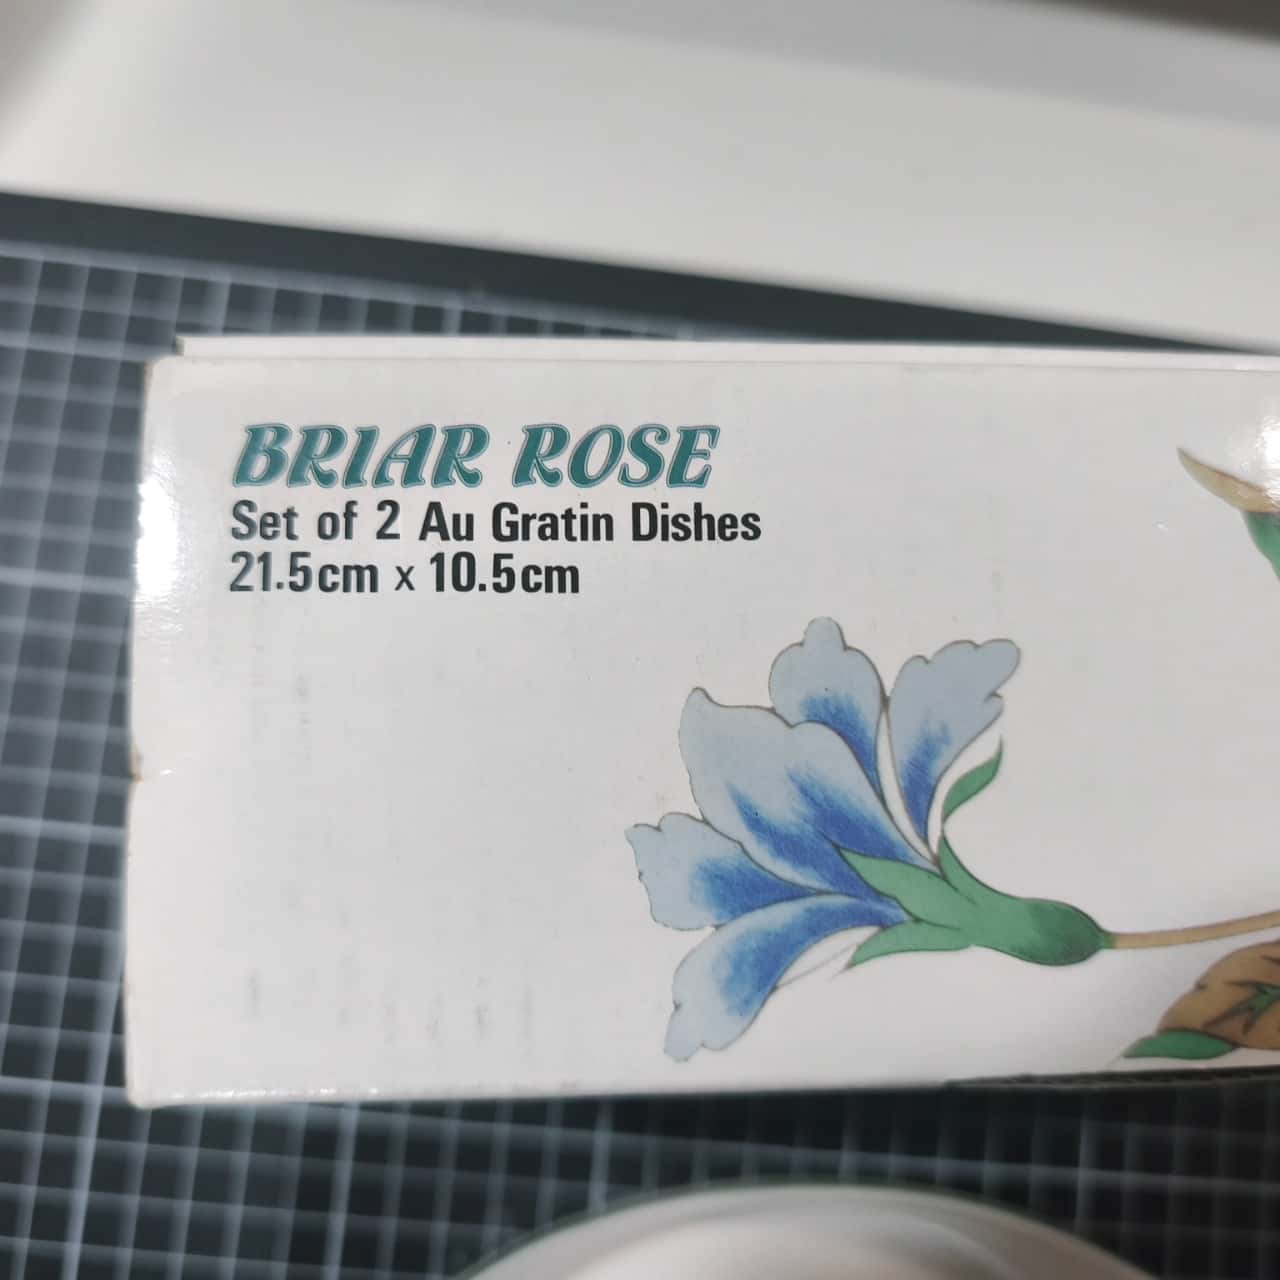 BRIAR ROSE
Set of 2 Au Gratin Dishes
21.5cm x 10.5cm